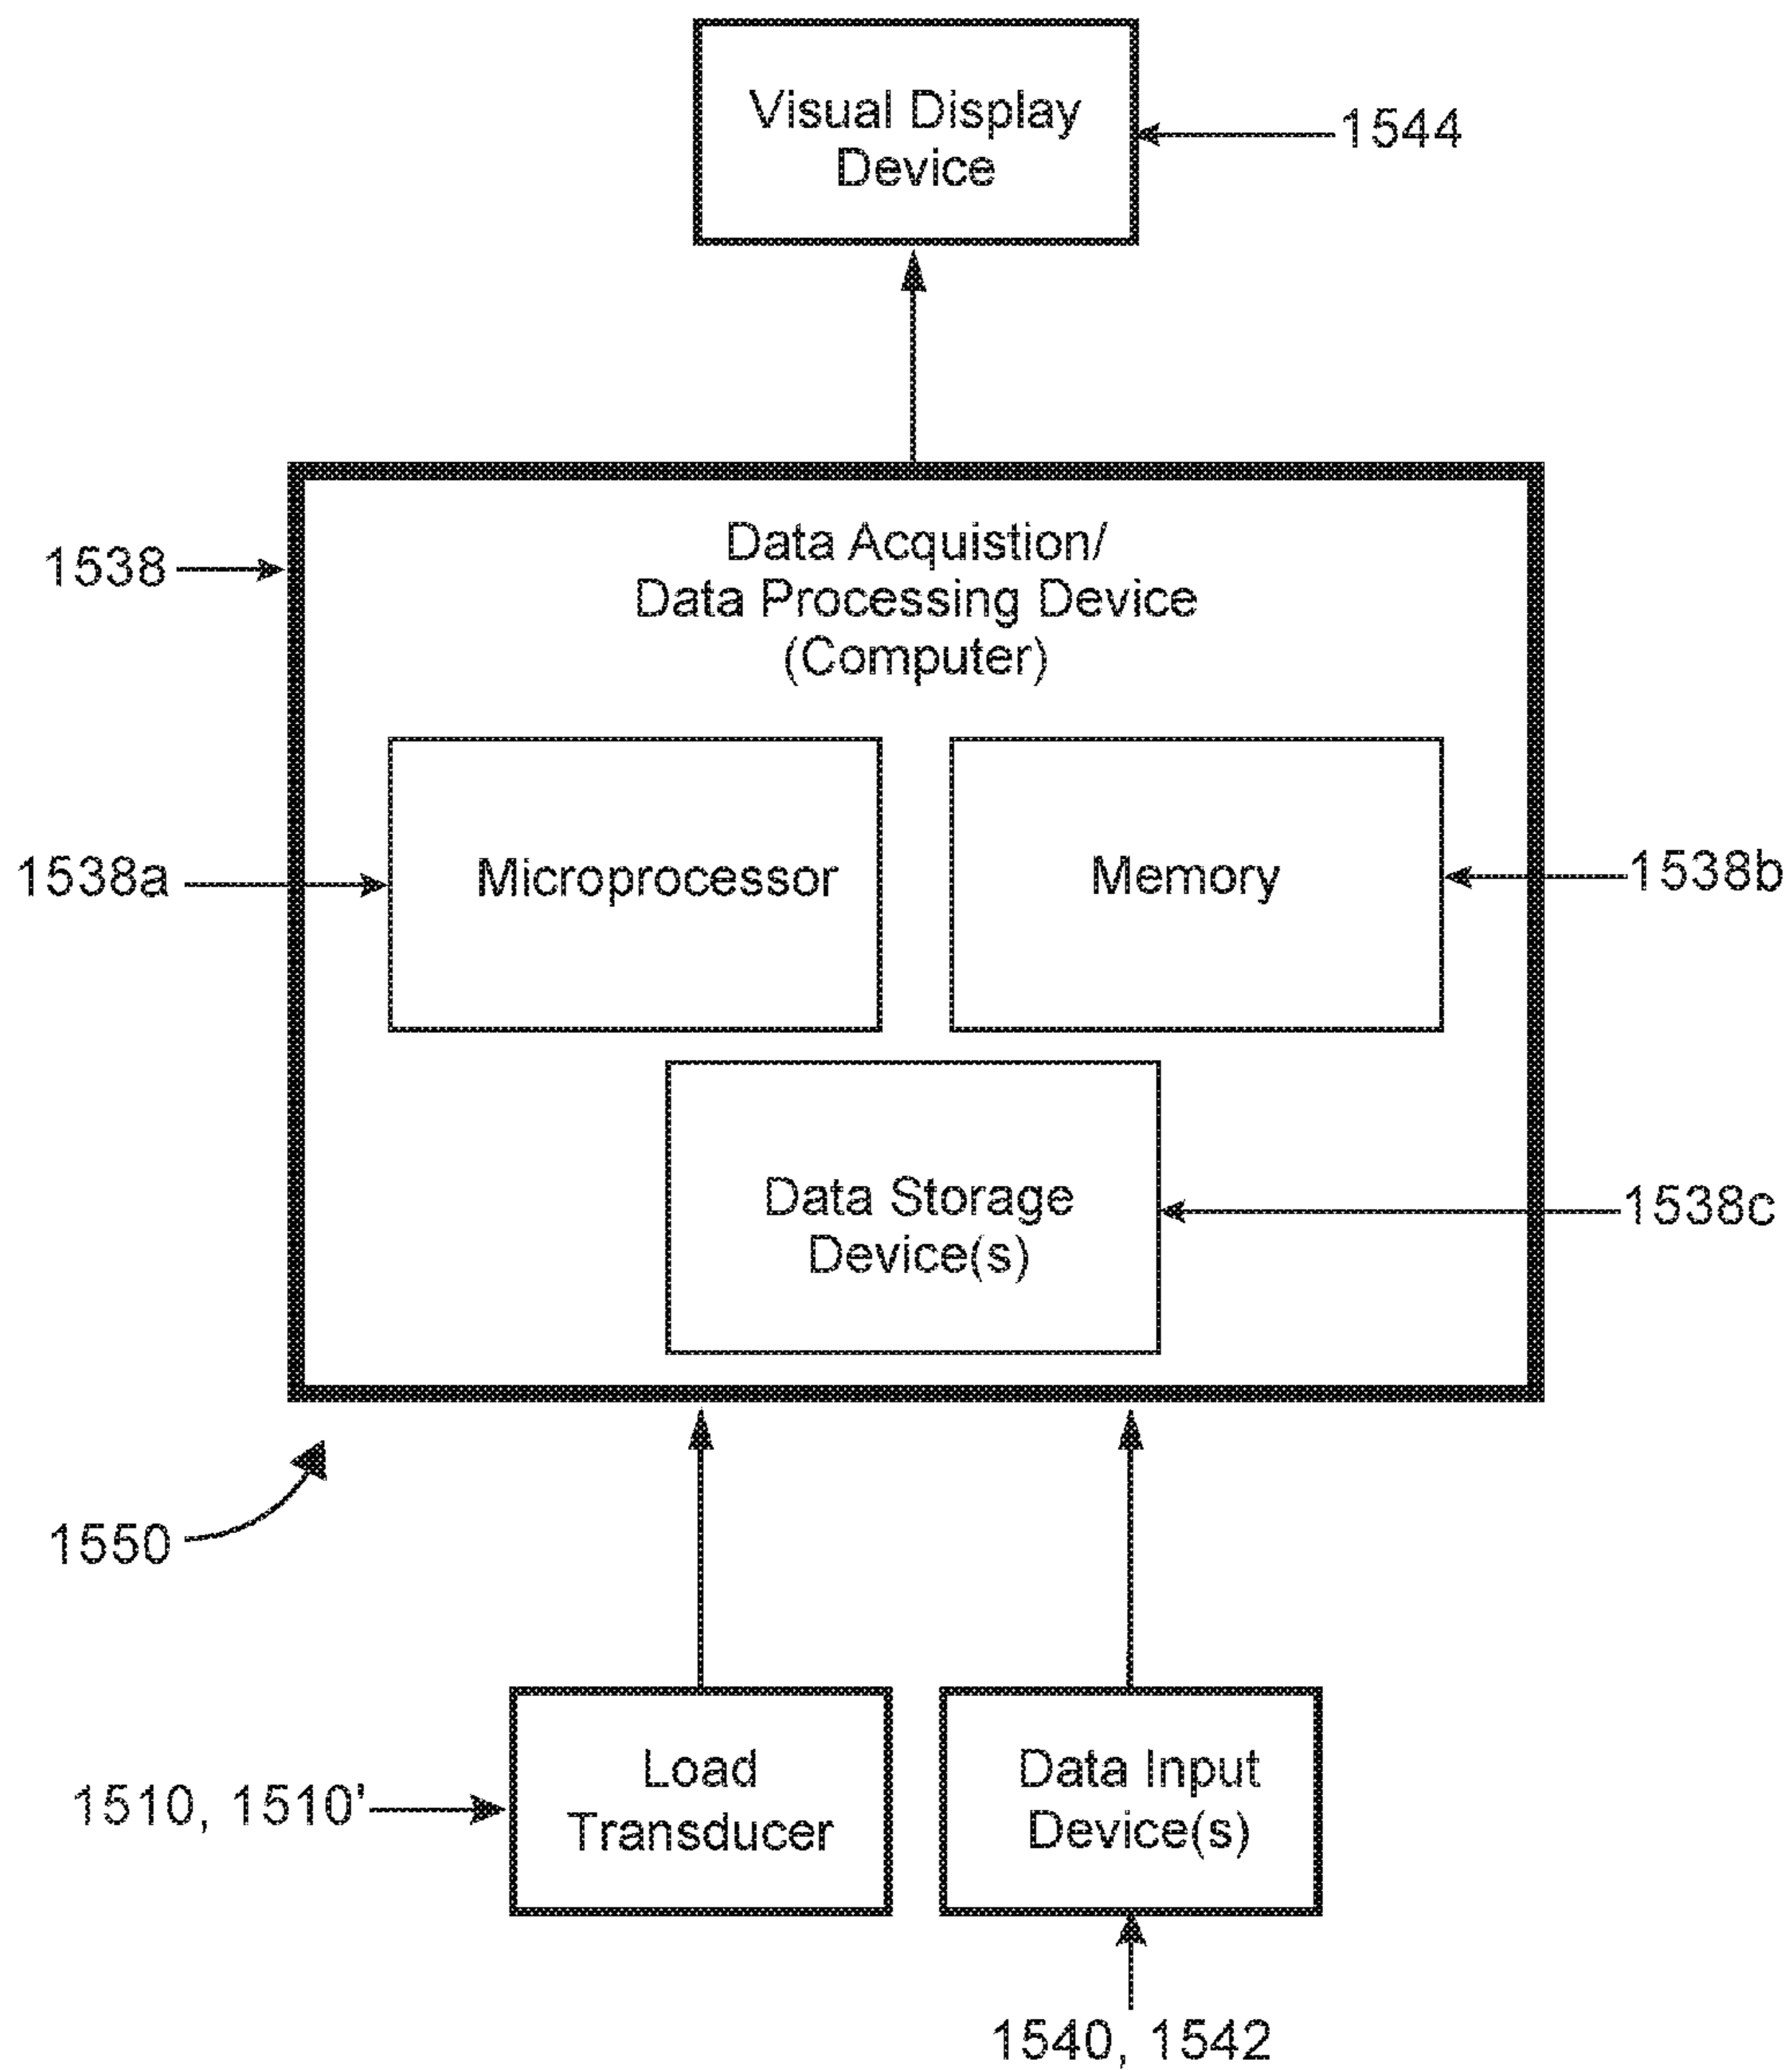 Visual Display
Device
1544
1538
Data Acquistion/
Data Processing Device
(Computer)
1538a
Microprocessor
Memory
1538b
Data Storage
Device(s)
1538c
1550
1510, 1510'
Load
Transducer
Data Input
Device(s)
1540, 1542